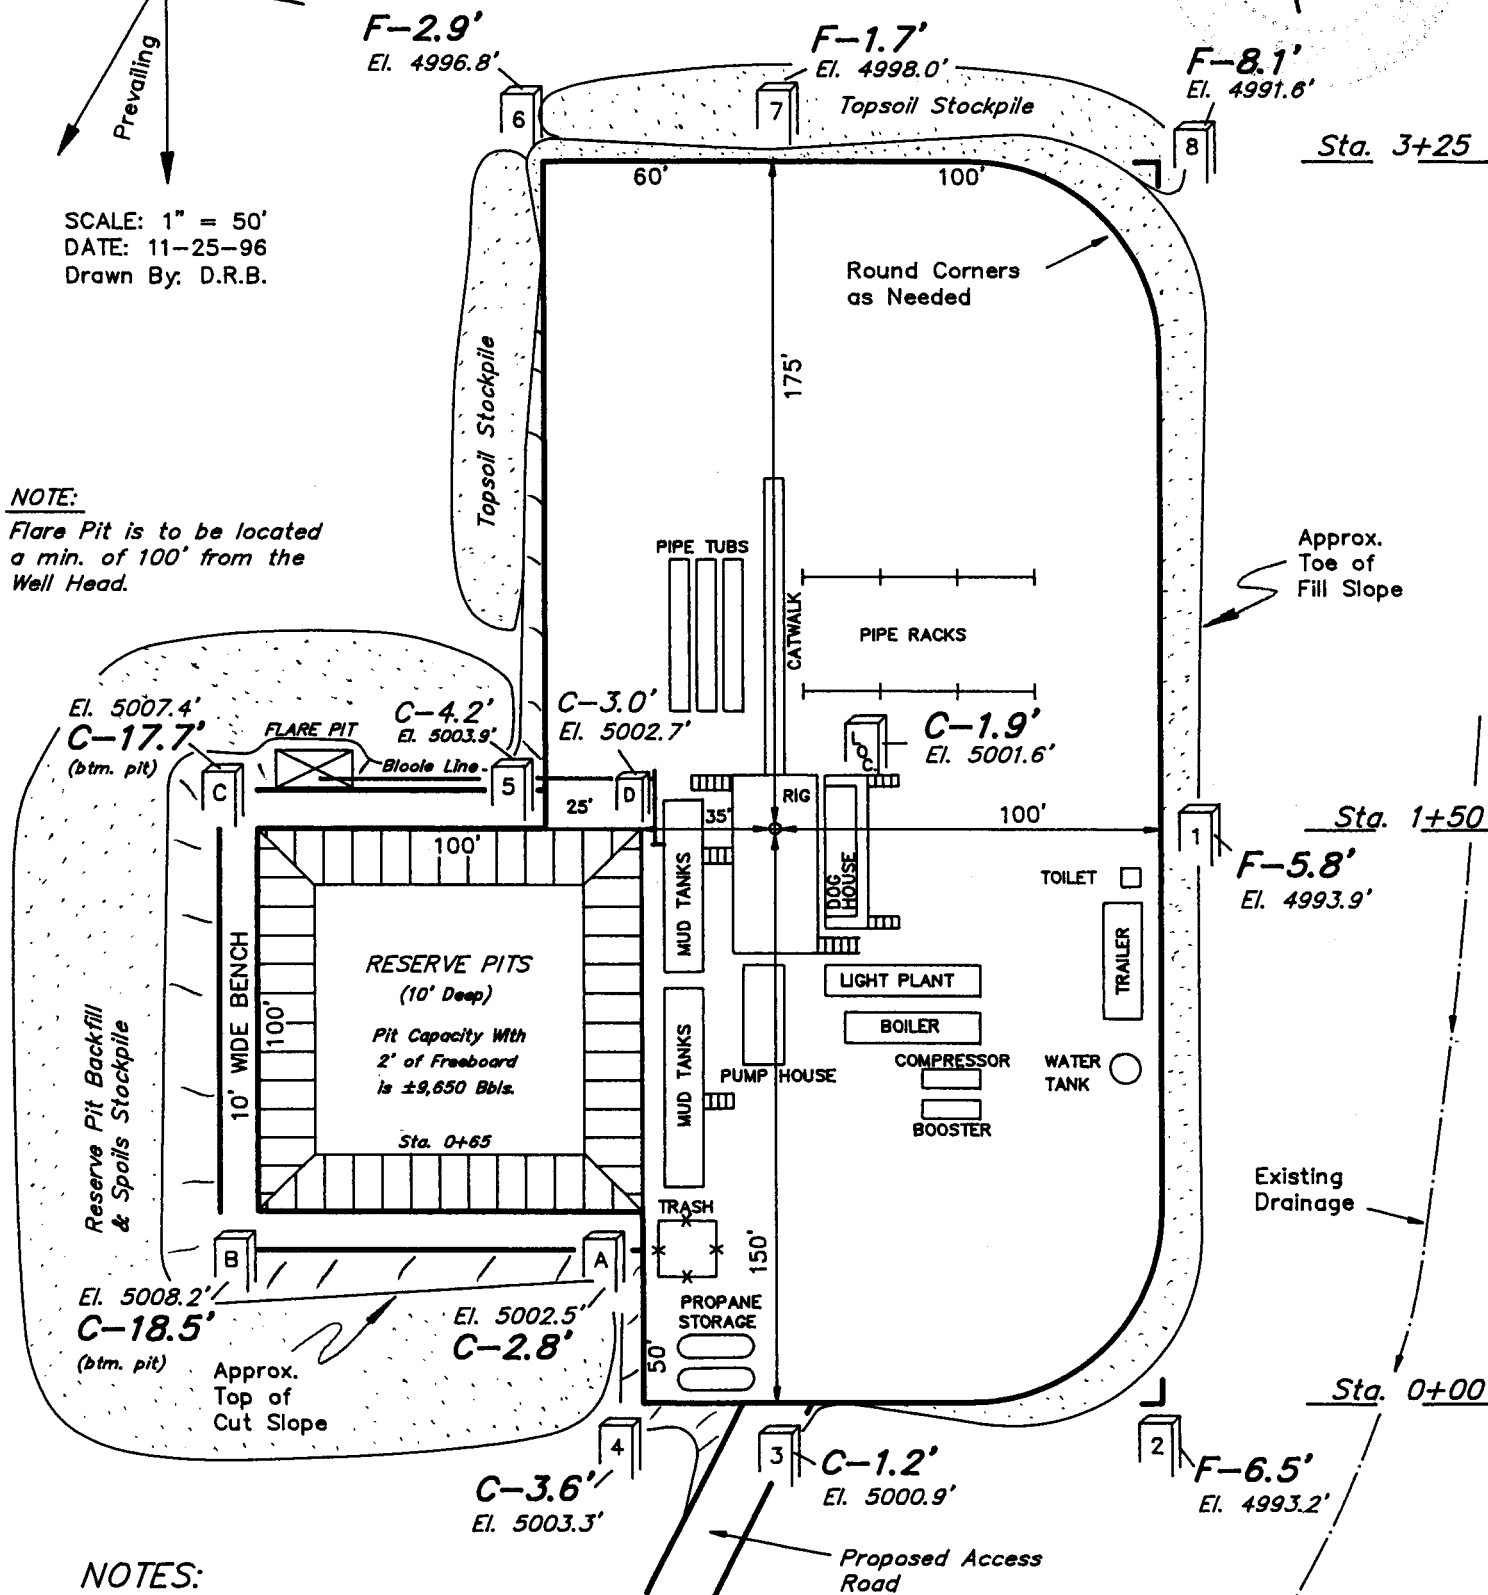 F-2.9'
El. 4996.8'
F-1.7'
El. 4998.0'
F-8.1'
El. 4991.6'
Prevailing
6
7
8
Topsoil Stockpile
Sta. 3+25
60'
100'
SCALE: 1" = 50'
DATE: 11-25-96
Drawn By: D.R.B.
Round Corners
as Needed
175'
Topsoil Stockpile
NOTE:
Flare Pit is to be located
a min. of 100' from the
Well Head.
PIPE TUBS
CATWALK
PIPE RACKS
Approx.
Toe of
Fill Slope
El. 5007.4'
C-17.7'
(btm. pit)
FLARE PIT
C-4.2'
El. 5003.9'
C-3.0'
El. 5002.7'
C-1.9'
El. 5001.6'
LOC.
Blooie Line
C
5
D
25'
35'
RIG
100'
Sta. 1+50
1
F-5.8'
El. 4993.9'
100'
MUD TANKS
DOG
HOUSE
TOILET
TRAILER
RESERVE PITS
(10' Deep)
Pit Capacity With
2' of Freeboard
is ±9,650 Bbls.
Sta. 0+65
10' WIDE BENCH
100'
Reserve Pit Backfill
& Spoils Stockpile
LIGHT PLANT
BOILER
MUD TANKS
PUMP HOUSE
COMPRESSOR
BOOSTER
WATER
TANK
TRASH
150'
Existing
Drainage
B
A
El. 5008.2'
C-18.5'
(btm. pit)
El. 5002.5'
C-2.8'
PROPANE
STORAGE
50'
Approx.
Top of
Cut Slope
Sta. 0+00
4
3
2
C-3.6'
El. 5003.3'
C-1.2'
El. 5000.9'
F-6.5'
El. 4993.2'
Proposed Access
Road
NOTES: